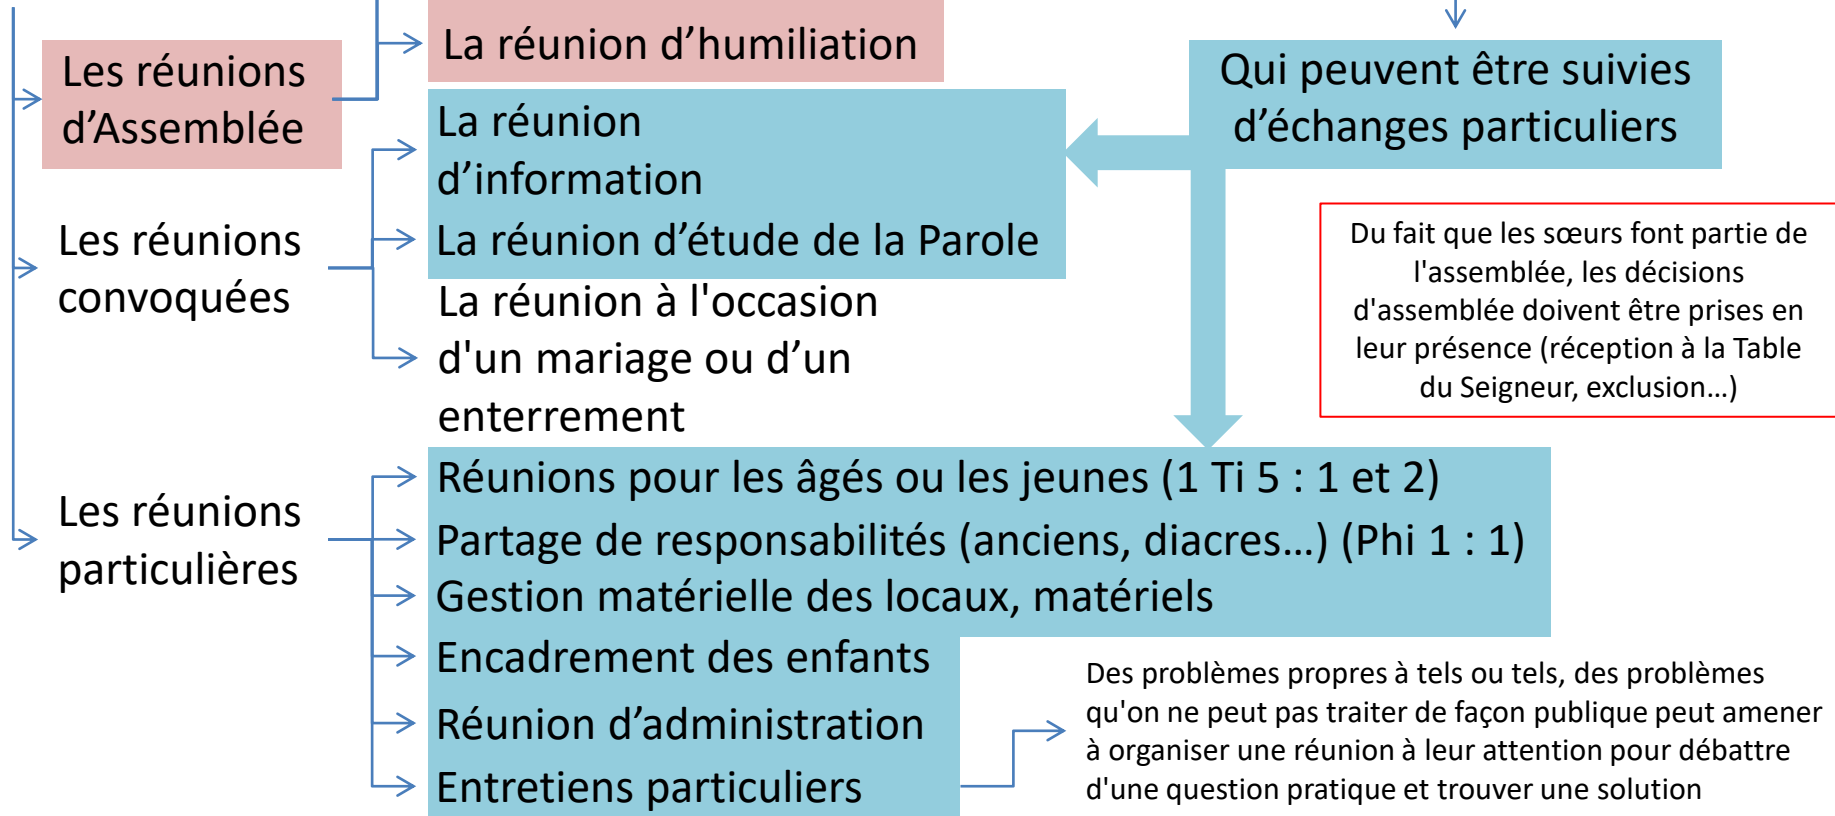 Les réunions
d’Assemblée
La réunion d’humiliation
Qui peuvent être suivies
d’échanges particuliers
Les réunions
convoquées
La réunion
d’information
La réunion d’étude de la Parole
La réunion à l'occasion
d'un mariage ou d’un
enterrement
Du fait que les sœurs font partie de
l'assemblée, les décisions
d'assemblée doivent être prises en
leur présence (réception à la Table
du Seigneur, exclusion…)
Les réunions
particulières
Réunions pour les âgés ou les jeunes (1 Ti 5 : 1 et 2)
Partage de responsabilités (anciens, diacres…) (Phi 1 : 1)
Gestion matérielle des locaux, matériels
Encadrement des enfants
Réunion d’administration
Entretiens particuliers
Des problèmes propres à tels ou tels, des problèmes
qu'on ne peut pas traiter de façon publique peut amener
à organiser une réunion à leur attention pour débattre
d'une question pratique et trouver une solution